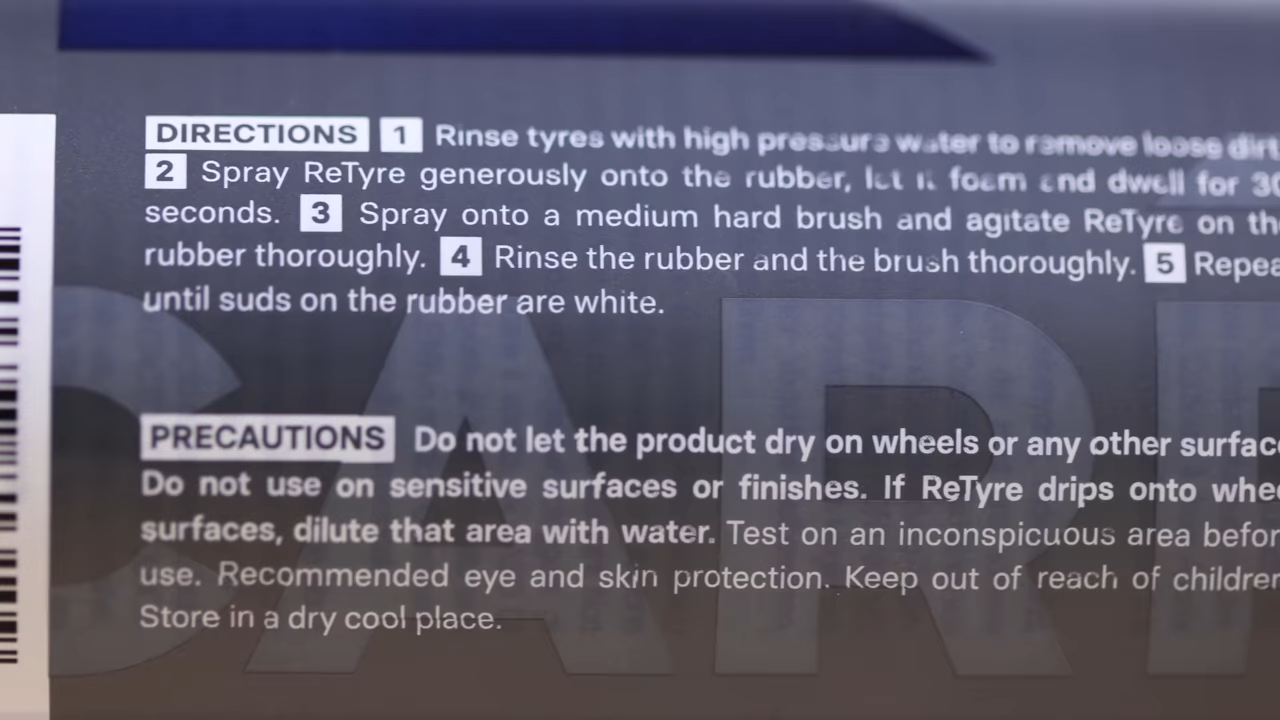 DIRECTIONS 1 Rinse tyres with high pressure water to remove loose dirt
2 Spray ReTyre generously onto the rubber, let it foam and dwell for 30
seconds. 3 Spray onto a medium hard brush and agitate ReTyre on th
rubber thoroughly. 4 Rinse the rubber and the brush thoroughly. 5 Repea
until suds on the rubber are white.
PRECAUTIONS Do not let the product dry on wheels or any other surfac
Do not use on sensitive surfaces or finishes. If ReTyre drips onto whee
surfaces, dilute that area with water. Test on an inconspicuous area befor
use. Recommended eye and skin protection. Keep out of reach of children
Store in a dry cool place.
CAR